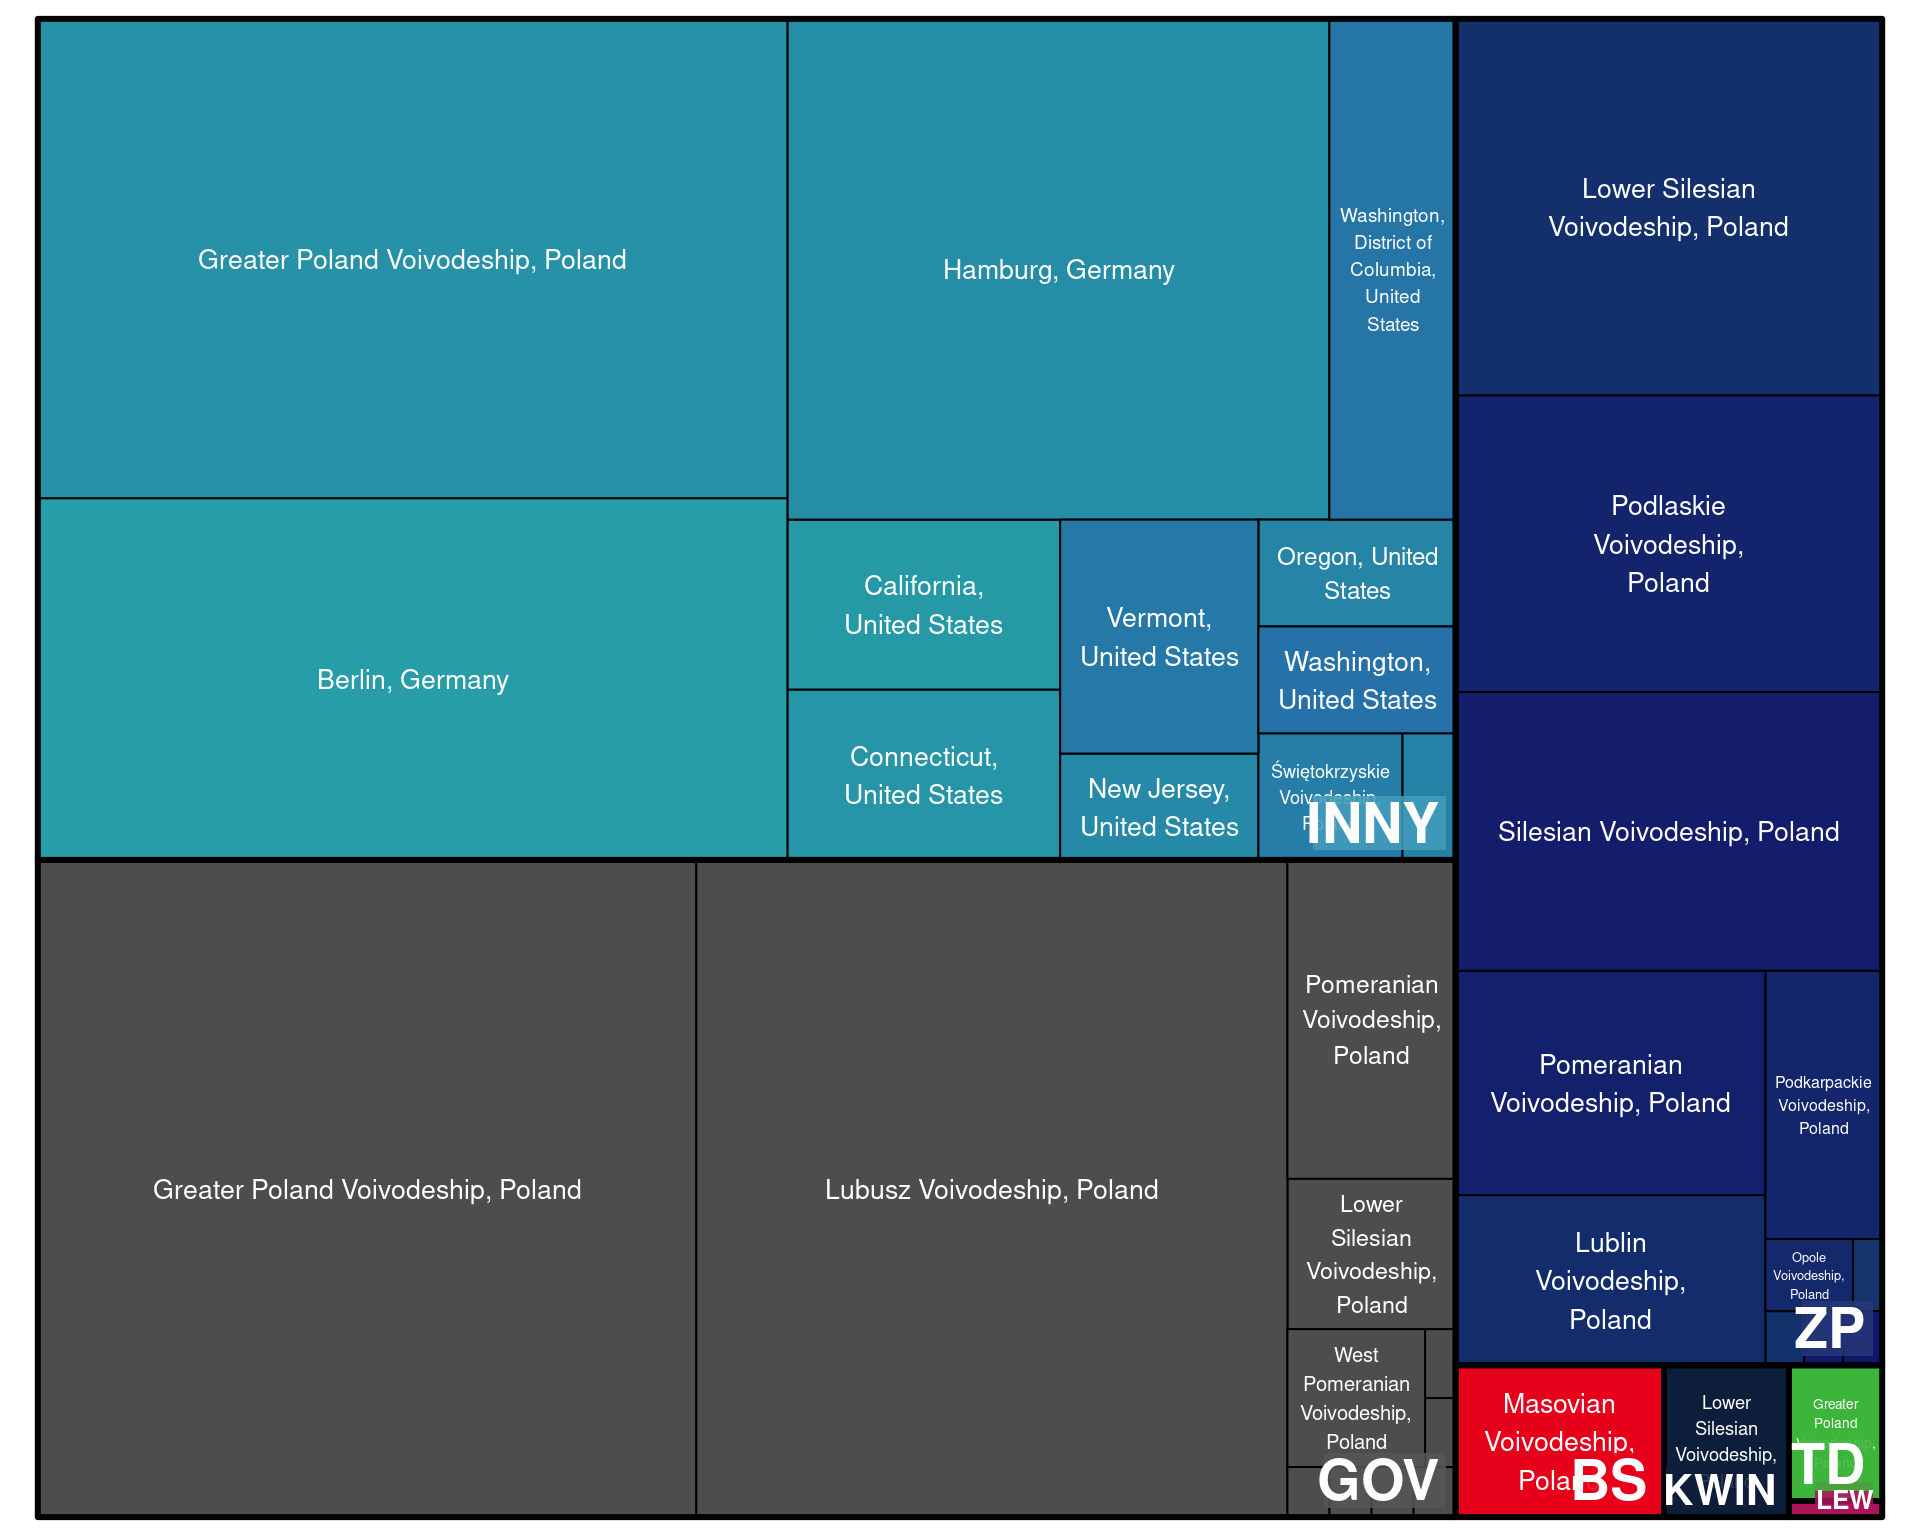 Greater Poland Voivodeship, Poland
Hamburg, Germany
Washington,
District of
Columbia,
United
States
Berlin, Germany
California,
United States
Connecticut,
United States
Vermont,
United States
New Jersey,
United States
Oregon, United
States
Washington,
United States
Świętokrzyskie
Voivodeship,
INNY
Greater Poland Voivodeship, Poland
Lubusz Voivodeship, Poland
Pomeranian
Voivodeship,
Poland
Lower
Silesian
Voivodeship,
Poland
West
Pomeranian
Voivodeship,
Poland
GOV
Lower Silesian
Voivodeship, Poland
Podlaskie
Voivodeship,
Poland
Silesian Voivodeship, Poland
Pomeranian
Voivodeship, Poland
Podkarpackie
Voivodeship,
Poland
Lublin
Voivodeship,
Poland
Opole
Voivodeship,
Poland
ZP
Masovian
Voivodeship,
Poland
BS
Lower
Silesian
Voivodeship,
KWIN
Greater
Poland
TD
LEW